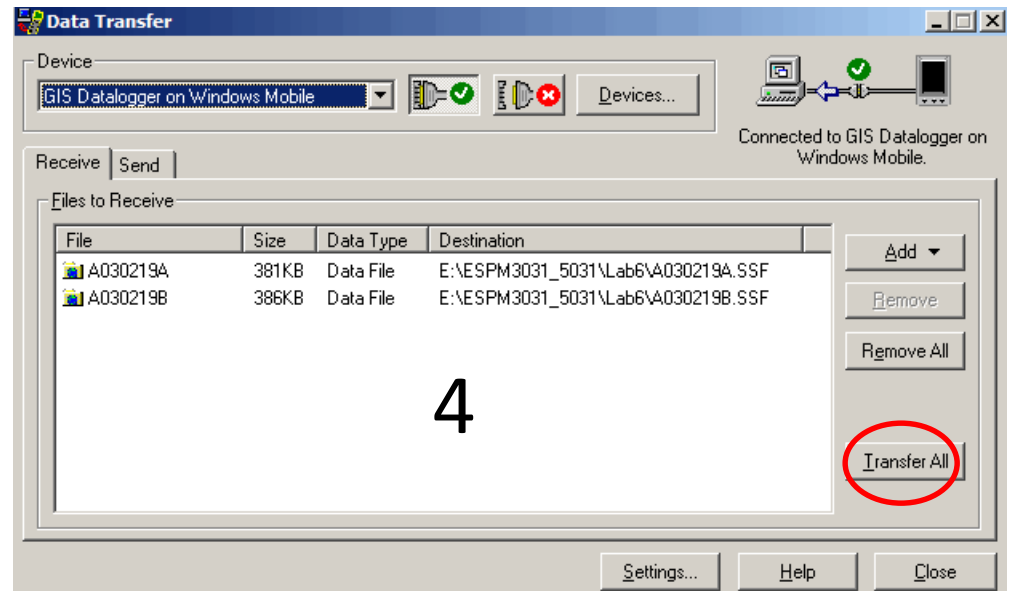 Data Transfer
Device
GIS Datalogger on Windows Mobile
Devices...
Connected to GIS Datalogger on
Windows Mobile.
Receive
Send
Files to Receive
File Size Data Type Destination
A030219A 381KB Data File E:\ESPM3031_5031\Lab6\A030219A.SSF
A030219B 386KB Data File E:\ESPM3031_5031\Lab6\A030219B.SSF
Add
Remove
Remove All
4
Transfer All
Settings...
Help
Close